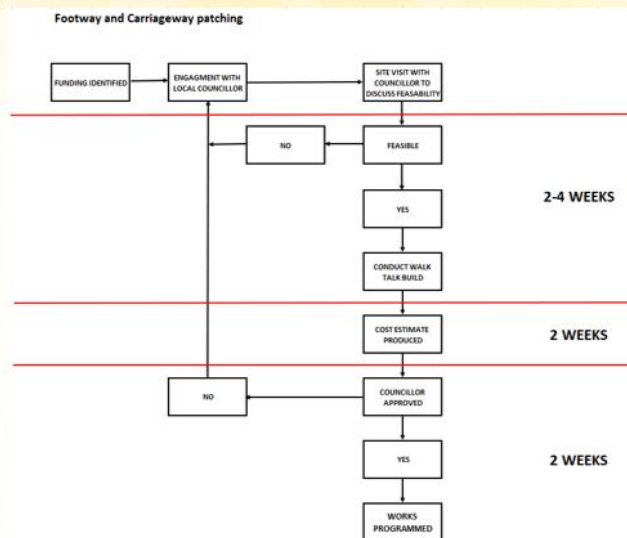 Footway and Carriageway patching
FUNDING IDENTIFIED
ENGAGMENT WITH
LOCAL COUNCILLOR
SITE VISIT WITH
COUNCILLOR TO
DISCUSS FEASABILITY
NO
FEASIBLE
YES
2-4 WEEKS
CONDUCT WALK
TALK BUILD
COST ESTIMATE
PRODUCED
2 WEEKS
NO
COUNCILLOR
APPROVED
YES
2 WEEKS
WORKS
PROGRAMMED